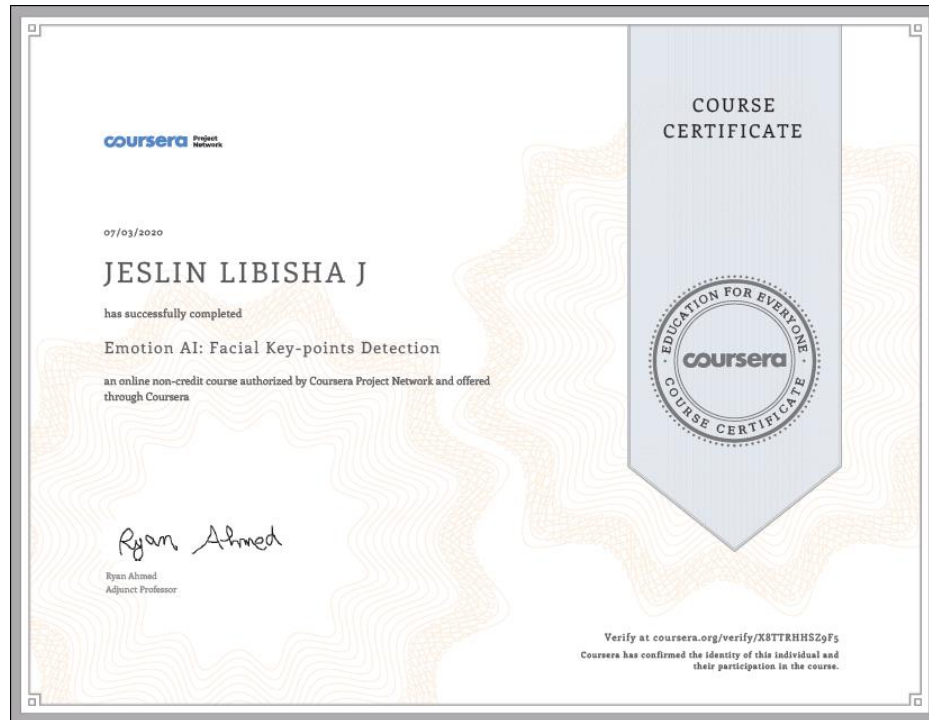 coursera Project
Network
COURSE
CERTIFICATE
07/03/2020
JESLIN LIBISHA J
has successfully completed
Emotion AI: Facial Key-points Detection
an online non-credit course authorized by Coursera Project Network and offered
through Coursera
EDUCATION FOR EVERYONE
coursera
COURSE CERTIFICATE
Ryan Ahmed
Ryan Ahmed
Adjunct Professor
Verify at coursera.org/verify/X8TTRHHSZ9F5
Coursera has confirmed the identity of this individual and
their participation in the course.